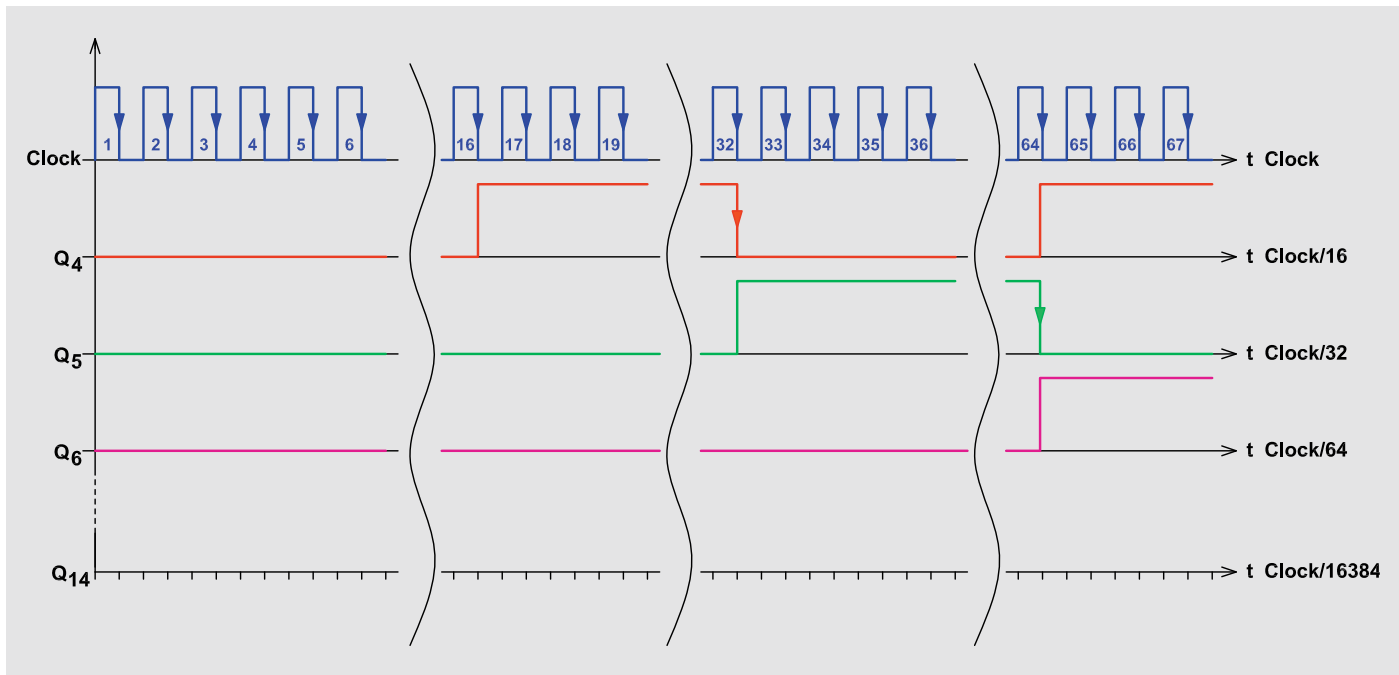 1 2 3 4 5 6 16 17 18 19 32 33 34 35 36 64 65 66 67
Clock t Clock
Q4 t Clock/16
Q5 t Clock/32
Q6 t Clock/64
Q14 t Clock/16384